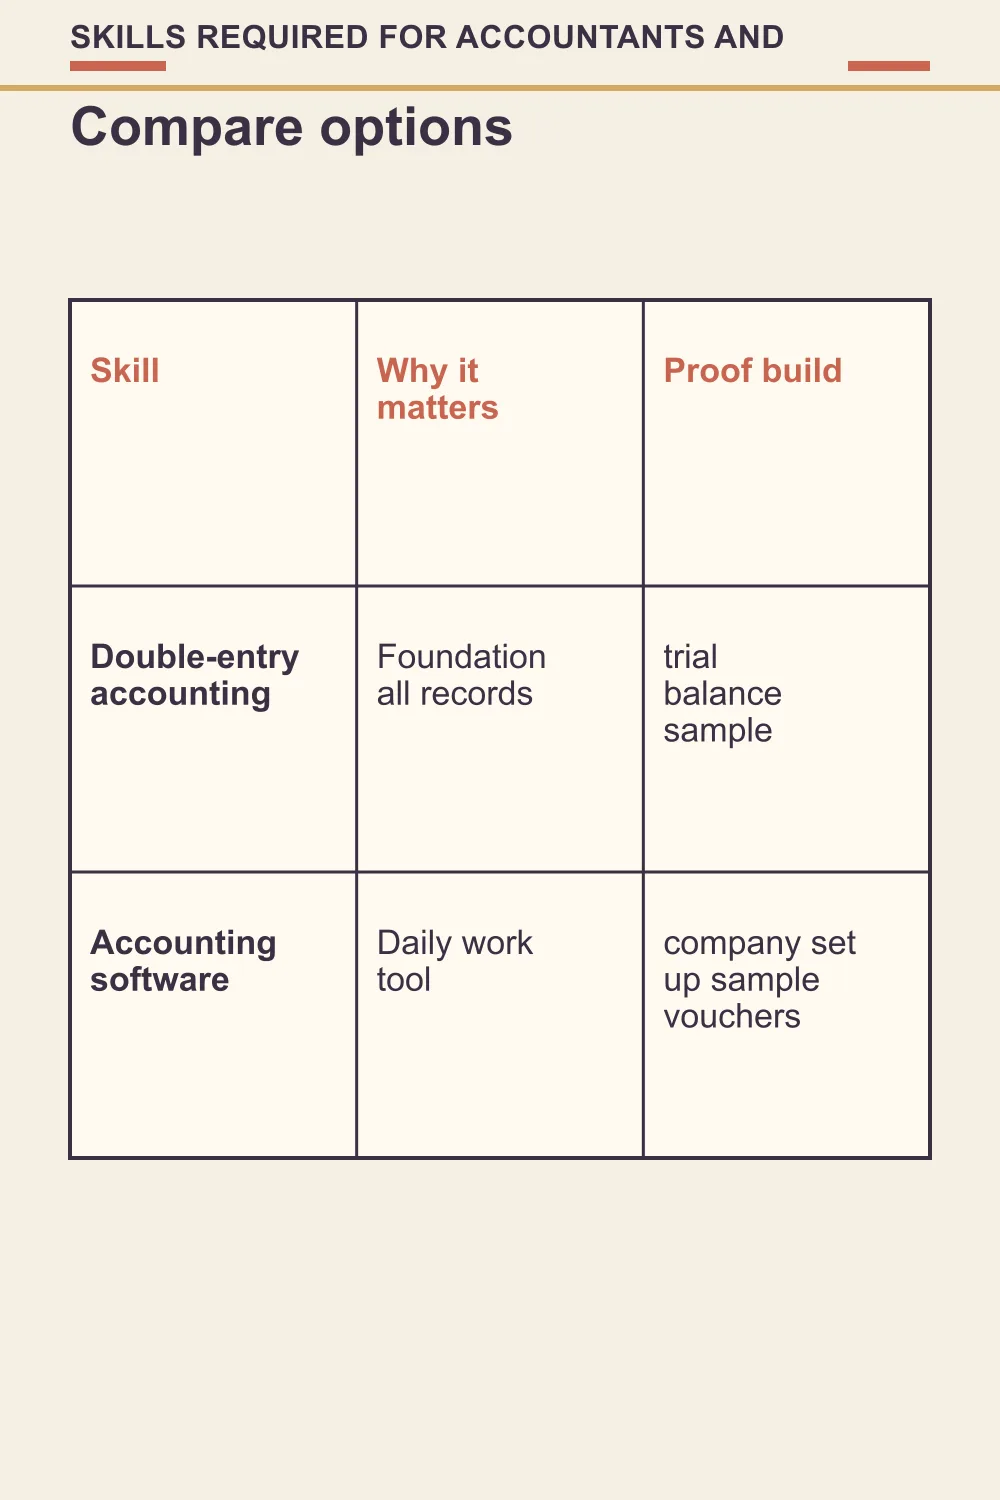 SKILLS REQUIRED FOR ACCOUNTANTS AND
Compare options
Skill
Why it
matters
Proof build
Double-entry
accounting
Foundation
all records
trial
balance
sample
Accounting
software
Daily work
tool
company set
up sample
vouchers